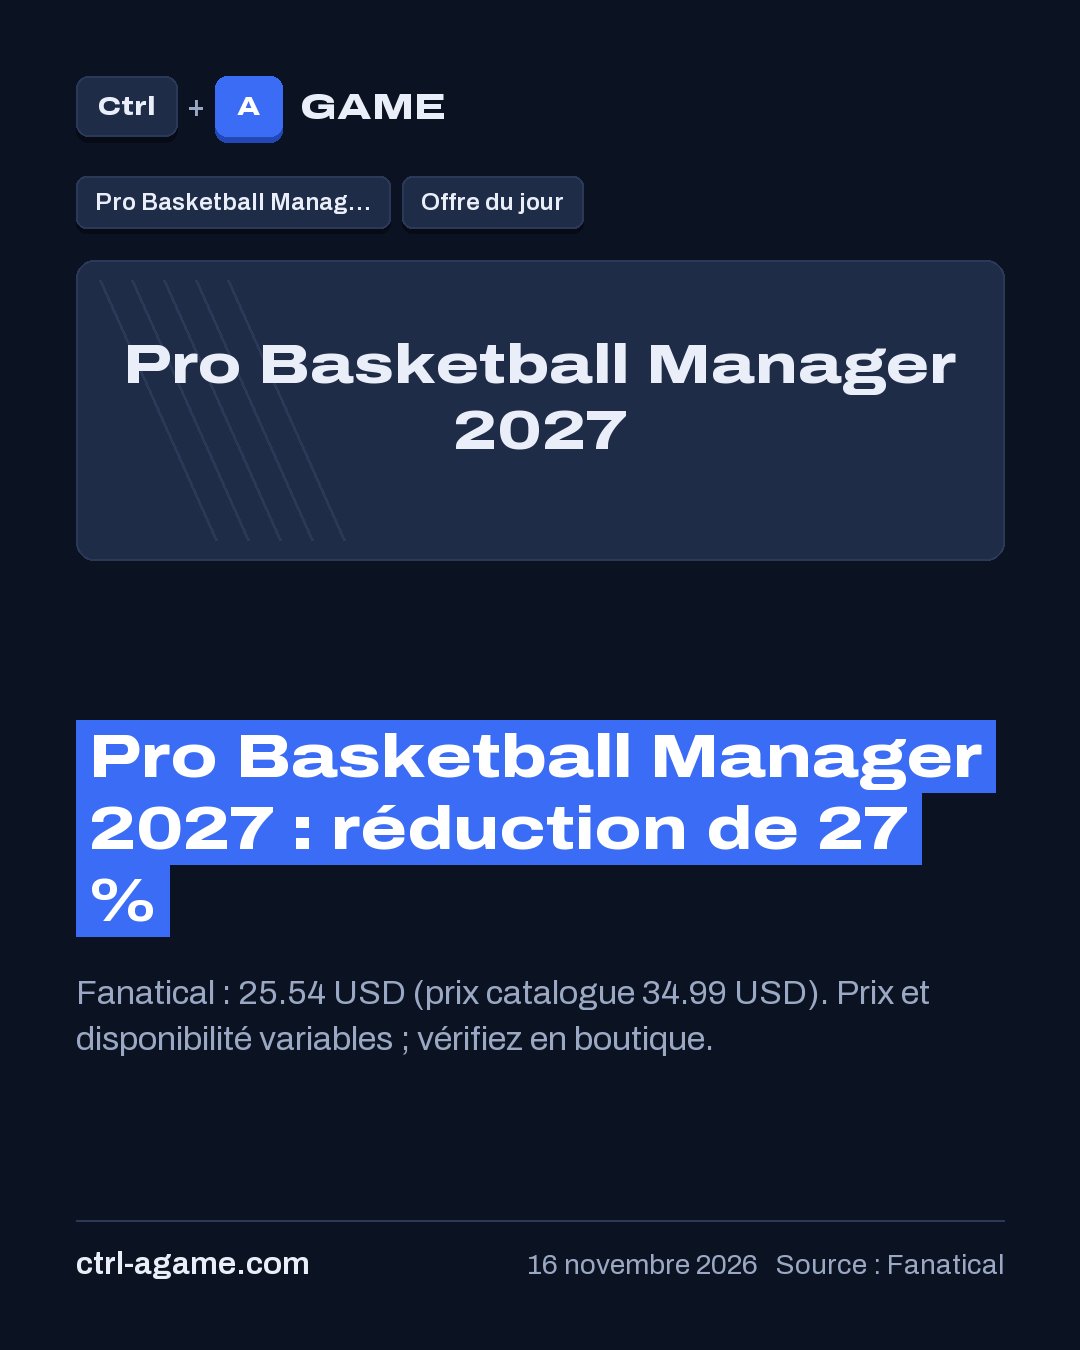 Ctrl + A GAME
Pro Basketball Manag... Offre du jour
Pro Basketball Manager
2027
Pro Basketball Manager
2027 : réduction de 27
%
Fanatical : 25.54 USD (prix catalogue 34.99 USD). Prix et
disponibilité variables ; vérifiez en boutique.
ctrl-agame.com 16 novembre 2026 Source : Fanatical